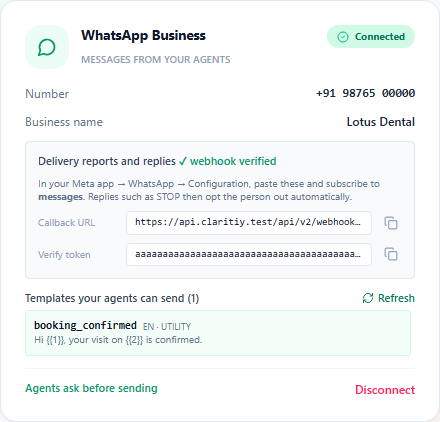 WhatsApp Business
Connected
MESSAGES FROM YOUR AGENTS
Number
+91 98765 00000
Business name
Lotus Dental
Delivery reports and replies ✓ webhook verified
In your Meta app → WhatsApp → Configuration, paste these and subscribe to
messages. Replies such as STOP then opt the person out automatically.
Callback URL
https://api.claritiy.test/api/v2/webhook…
Verify token
aaaaaaaaaaaaaaaaaaaaaaaaaaaaaaaaaaaaaaaaa…
Templates your agents can send (1)
Refresh
booking_confirmed EN · UTILITY
Hi {{1}}, your visit on {{2}} is confirmed.
Agents ask before sending
Disconnect